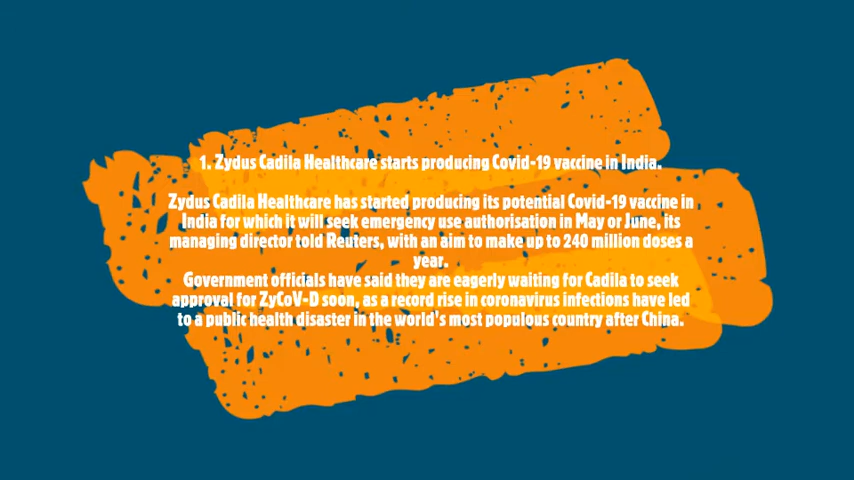 1. Zydus Cadila Healthcare starts producing Covid-19 vaccine in India.
Zydus Cadila Healthcare has started producing its potential Covid-19 vaccine in
India for which it will seek emergency use authorisation in May or June, its
managing director told Reuters, with an aim to make up to 240 million doses a
year.
Government officials have said they are eagerly waiting for Cadila to seek
approval for ZyCoV-D soon, as a record rise in coronavirus infections have led
to a public health disaster in the world's most populous country after China.